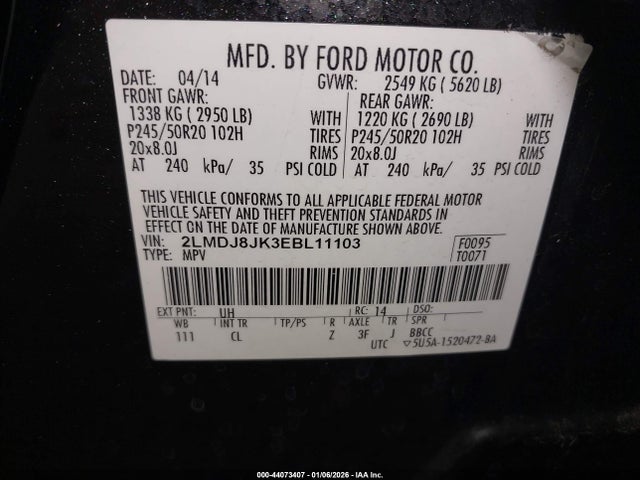 MFD. BY FORD MOTOR CO.
DATE: 04/14 GVWR: 2549 KG ( 5620 LB)
FRONT GAWR: REAR GAWR:
1338 KG ( 2950 LB) WITH 1220 KG ( 2690 LB) WITH
P245/50R20 102H TIRES P245/50R20 102H TIRES
20x8.0J RIMS 20x8.0J RIMS
AT 240 kPa/ 35 PSI COLD AT 240 kPa/ 35 PSI COLD
THIS VEHICLE CONFORMS TO ALL APPLICABLE FEDERAL MOTOR
VEHICLE SAFETY AND THEFT PREVENTION STANDARDS IN
EFFECT ON THE DATE OF MANUFACTURE SHOWN ABOVE.
VIN: 2LMDJ8JK3EBL11103 F0095
TYPE: MPV T0071
EXT PNT: UH RC: 14 DSO:
WB INT TR TP/PS R AXLE TR SPR
111 CL Z 3F J BBCC
UTC ▽5U5A-1520472-BA
000-44073407 - 01/06/2026 - IAA Inc.